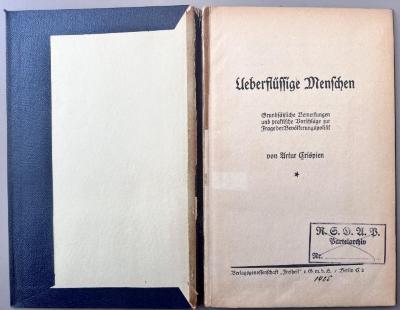 Ueberflüssige Menschen
Grundsätzliche Bemerkungen
und praktische Vorschläge zur
Frage der Bevölkerungspolitik
von Artur Crispien
*
N. S. D. A. P.
Parteiarchiv
Nr.
Verlagsgenossenschaft „Freiheit" e. G. m. b. H. / Berlin C 2